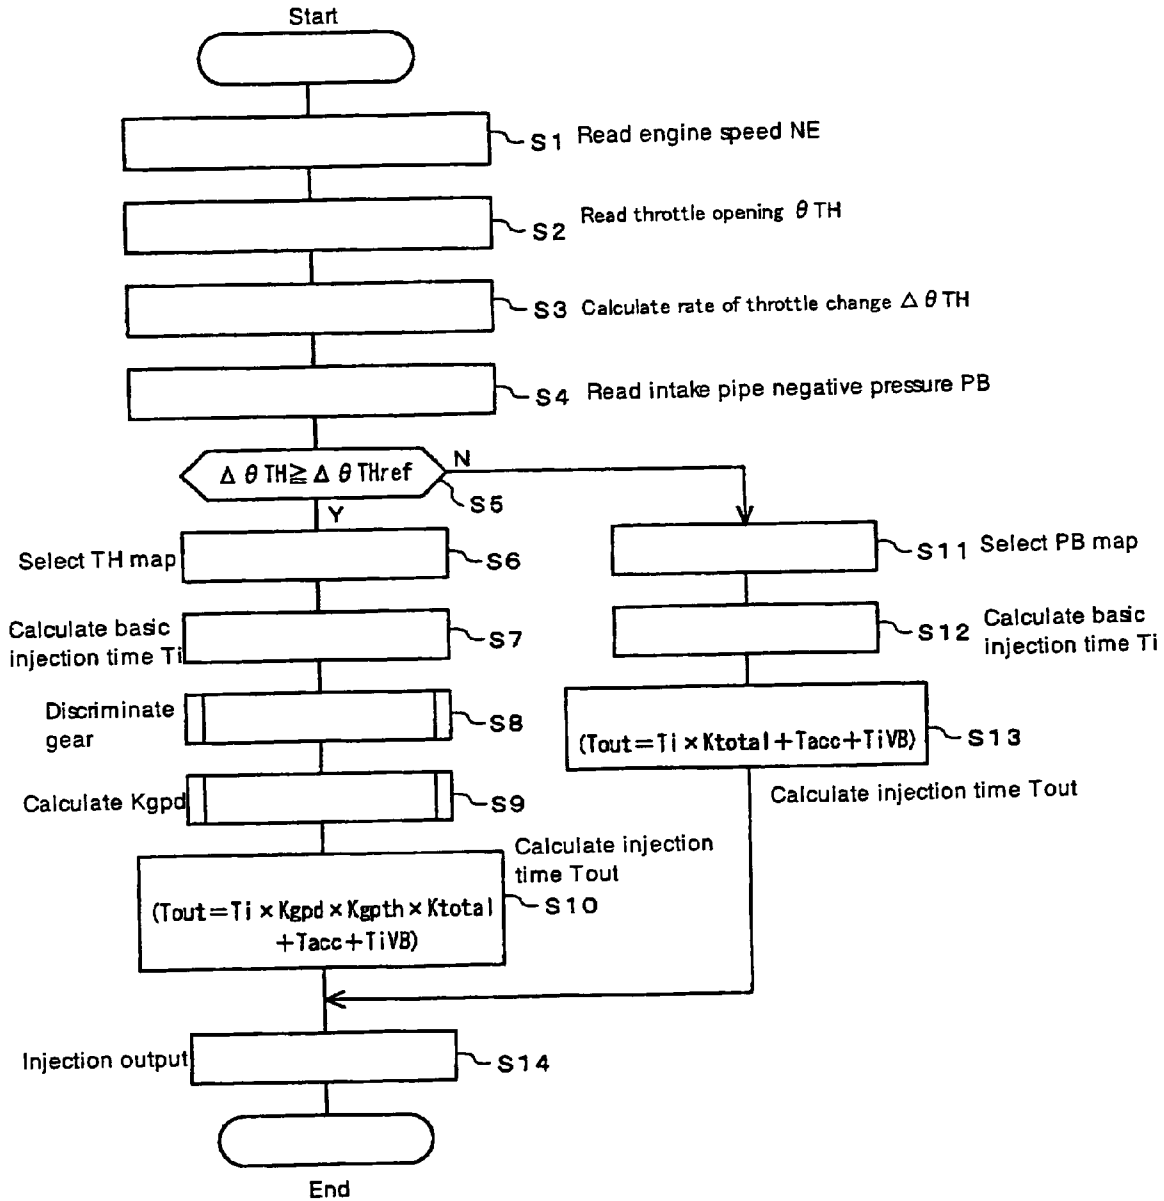 Start
S1 Read engine speed NE
S2 Read throttle opening θTH
S3 Calculate rate of throttle change ΔθTH
S4 Read intake pipe negative pressure PB
ΔθTH≧ΔθTHref
N
S5
Y
Select TH map
S6
S11 Select PB map
Calculate basic
injection time Ti
S7
S12
Calculate basic
injection time Ti
Discriminate
gear
S8
(Tout=Ti×Ktotal+Tacc+TiVB)
S13
Calculate injection time Tout
Calculate Kgpd
S9
Calculate injection
time Tout
(Tout=Ti×Kgpd×Kgpth×Ktotal
+Tacc+TiVB)
S10
Injection output
S14
End